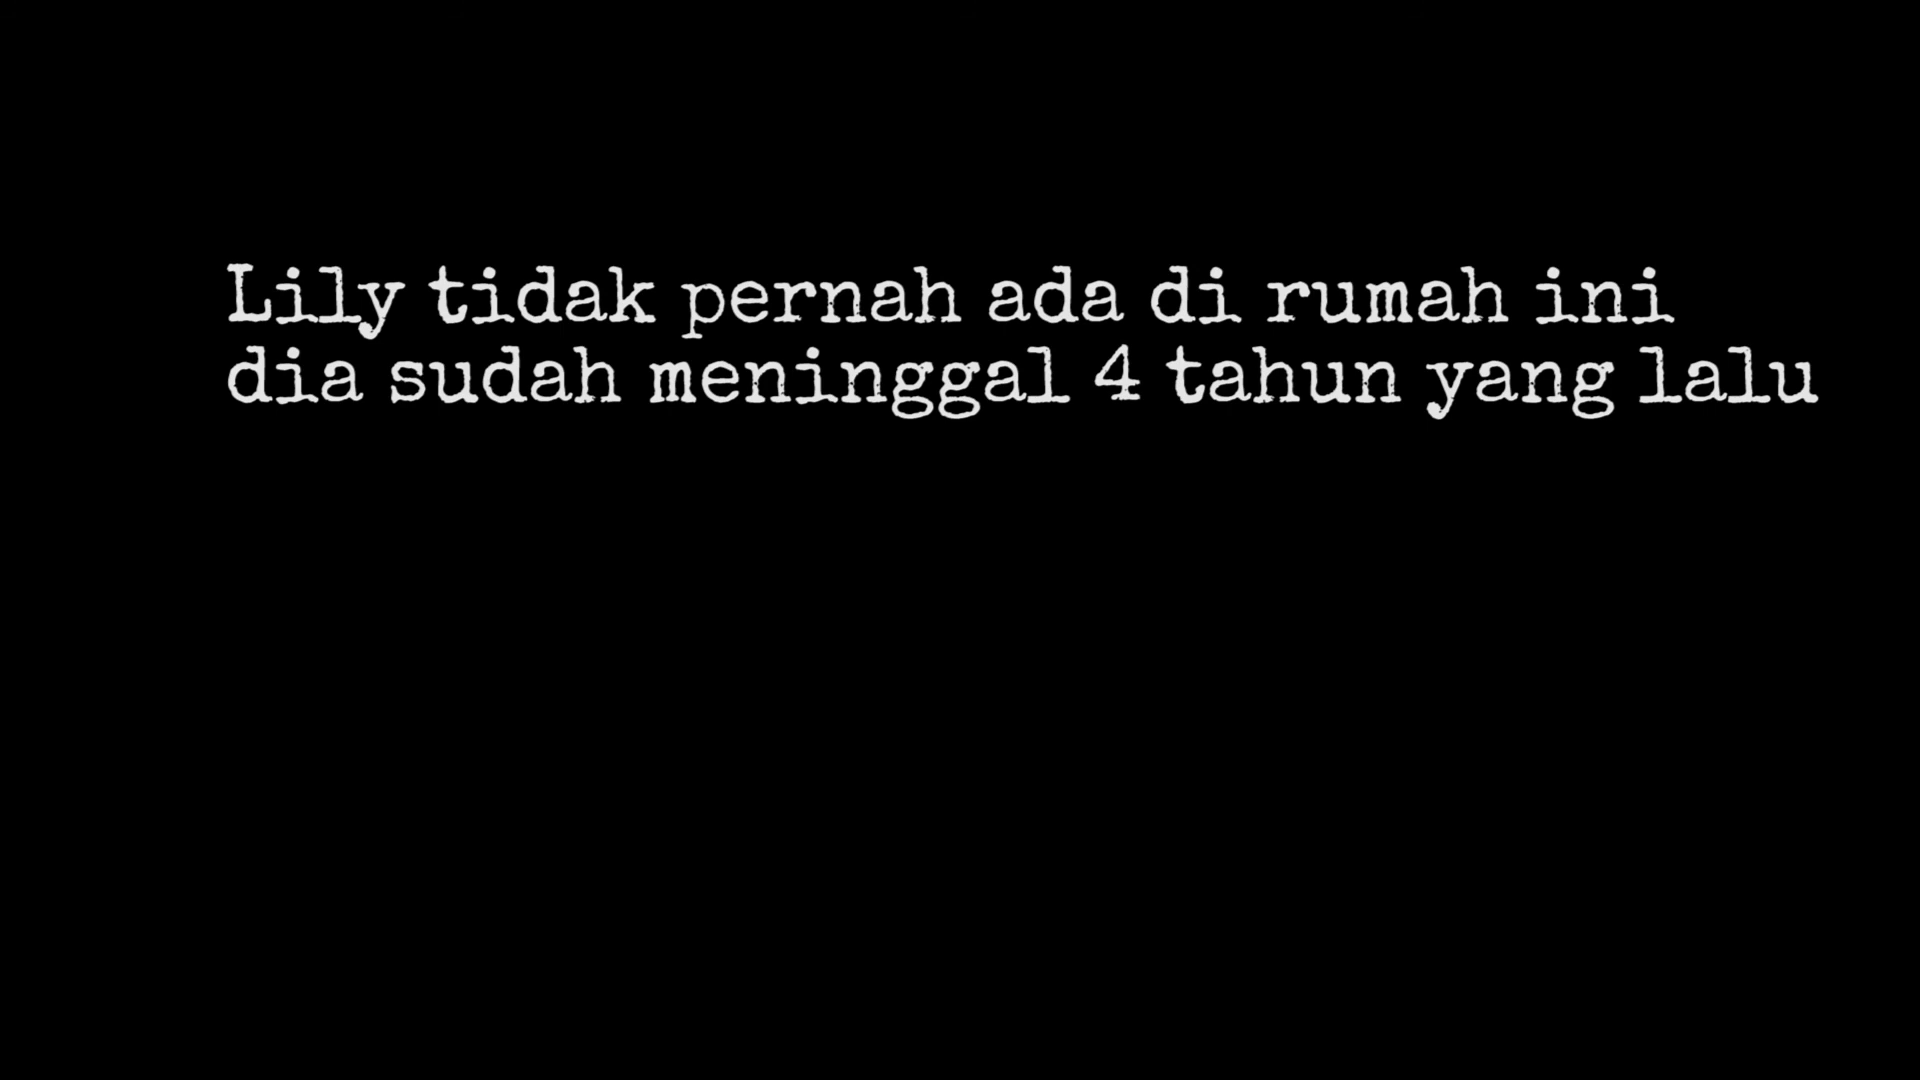 Lily tidak pernah ada di rumah ini
dia sudah meninggal 4 tahun yang lalu